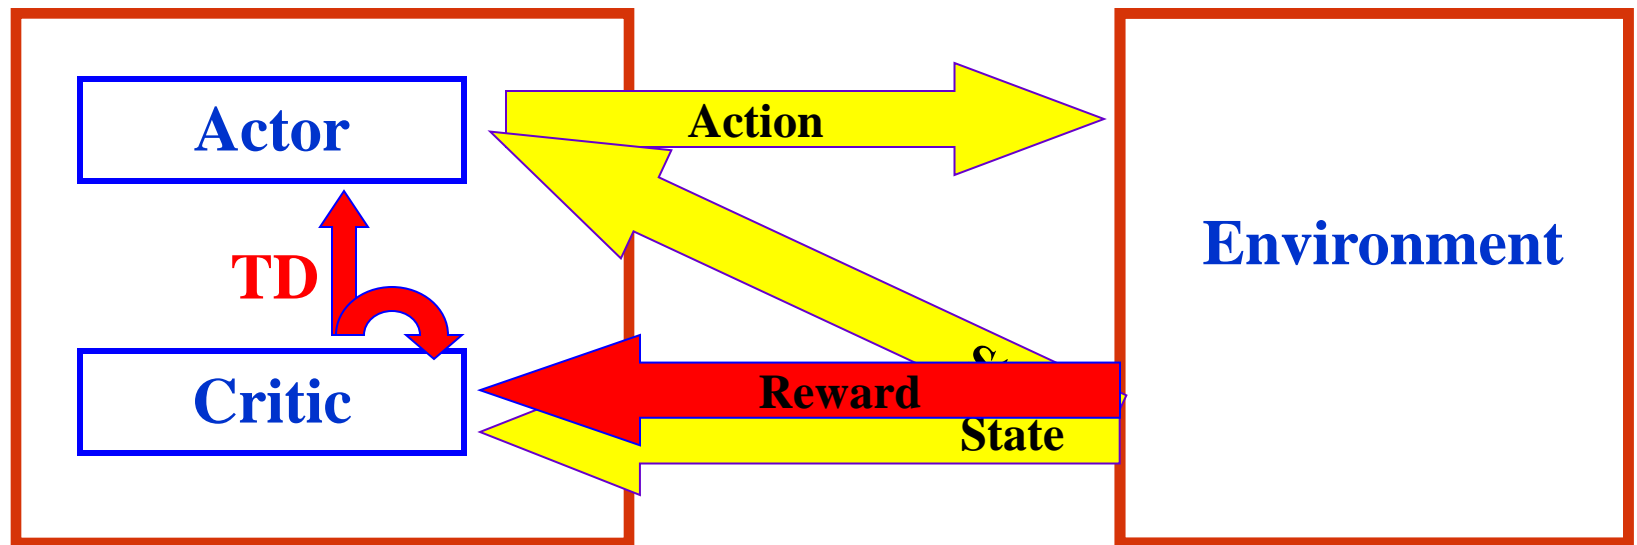 Actor
Action
Environment
TD
Reward
Critic
State